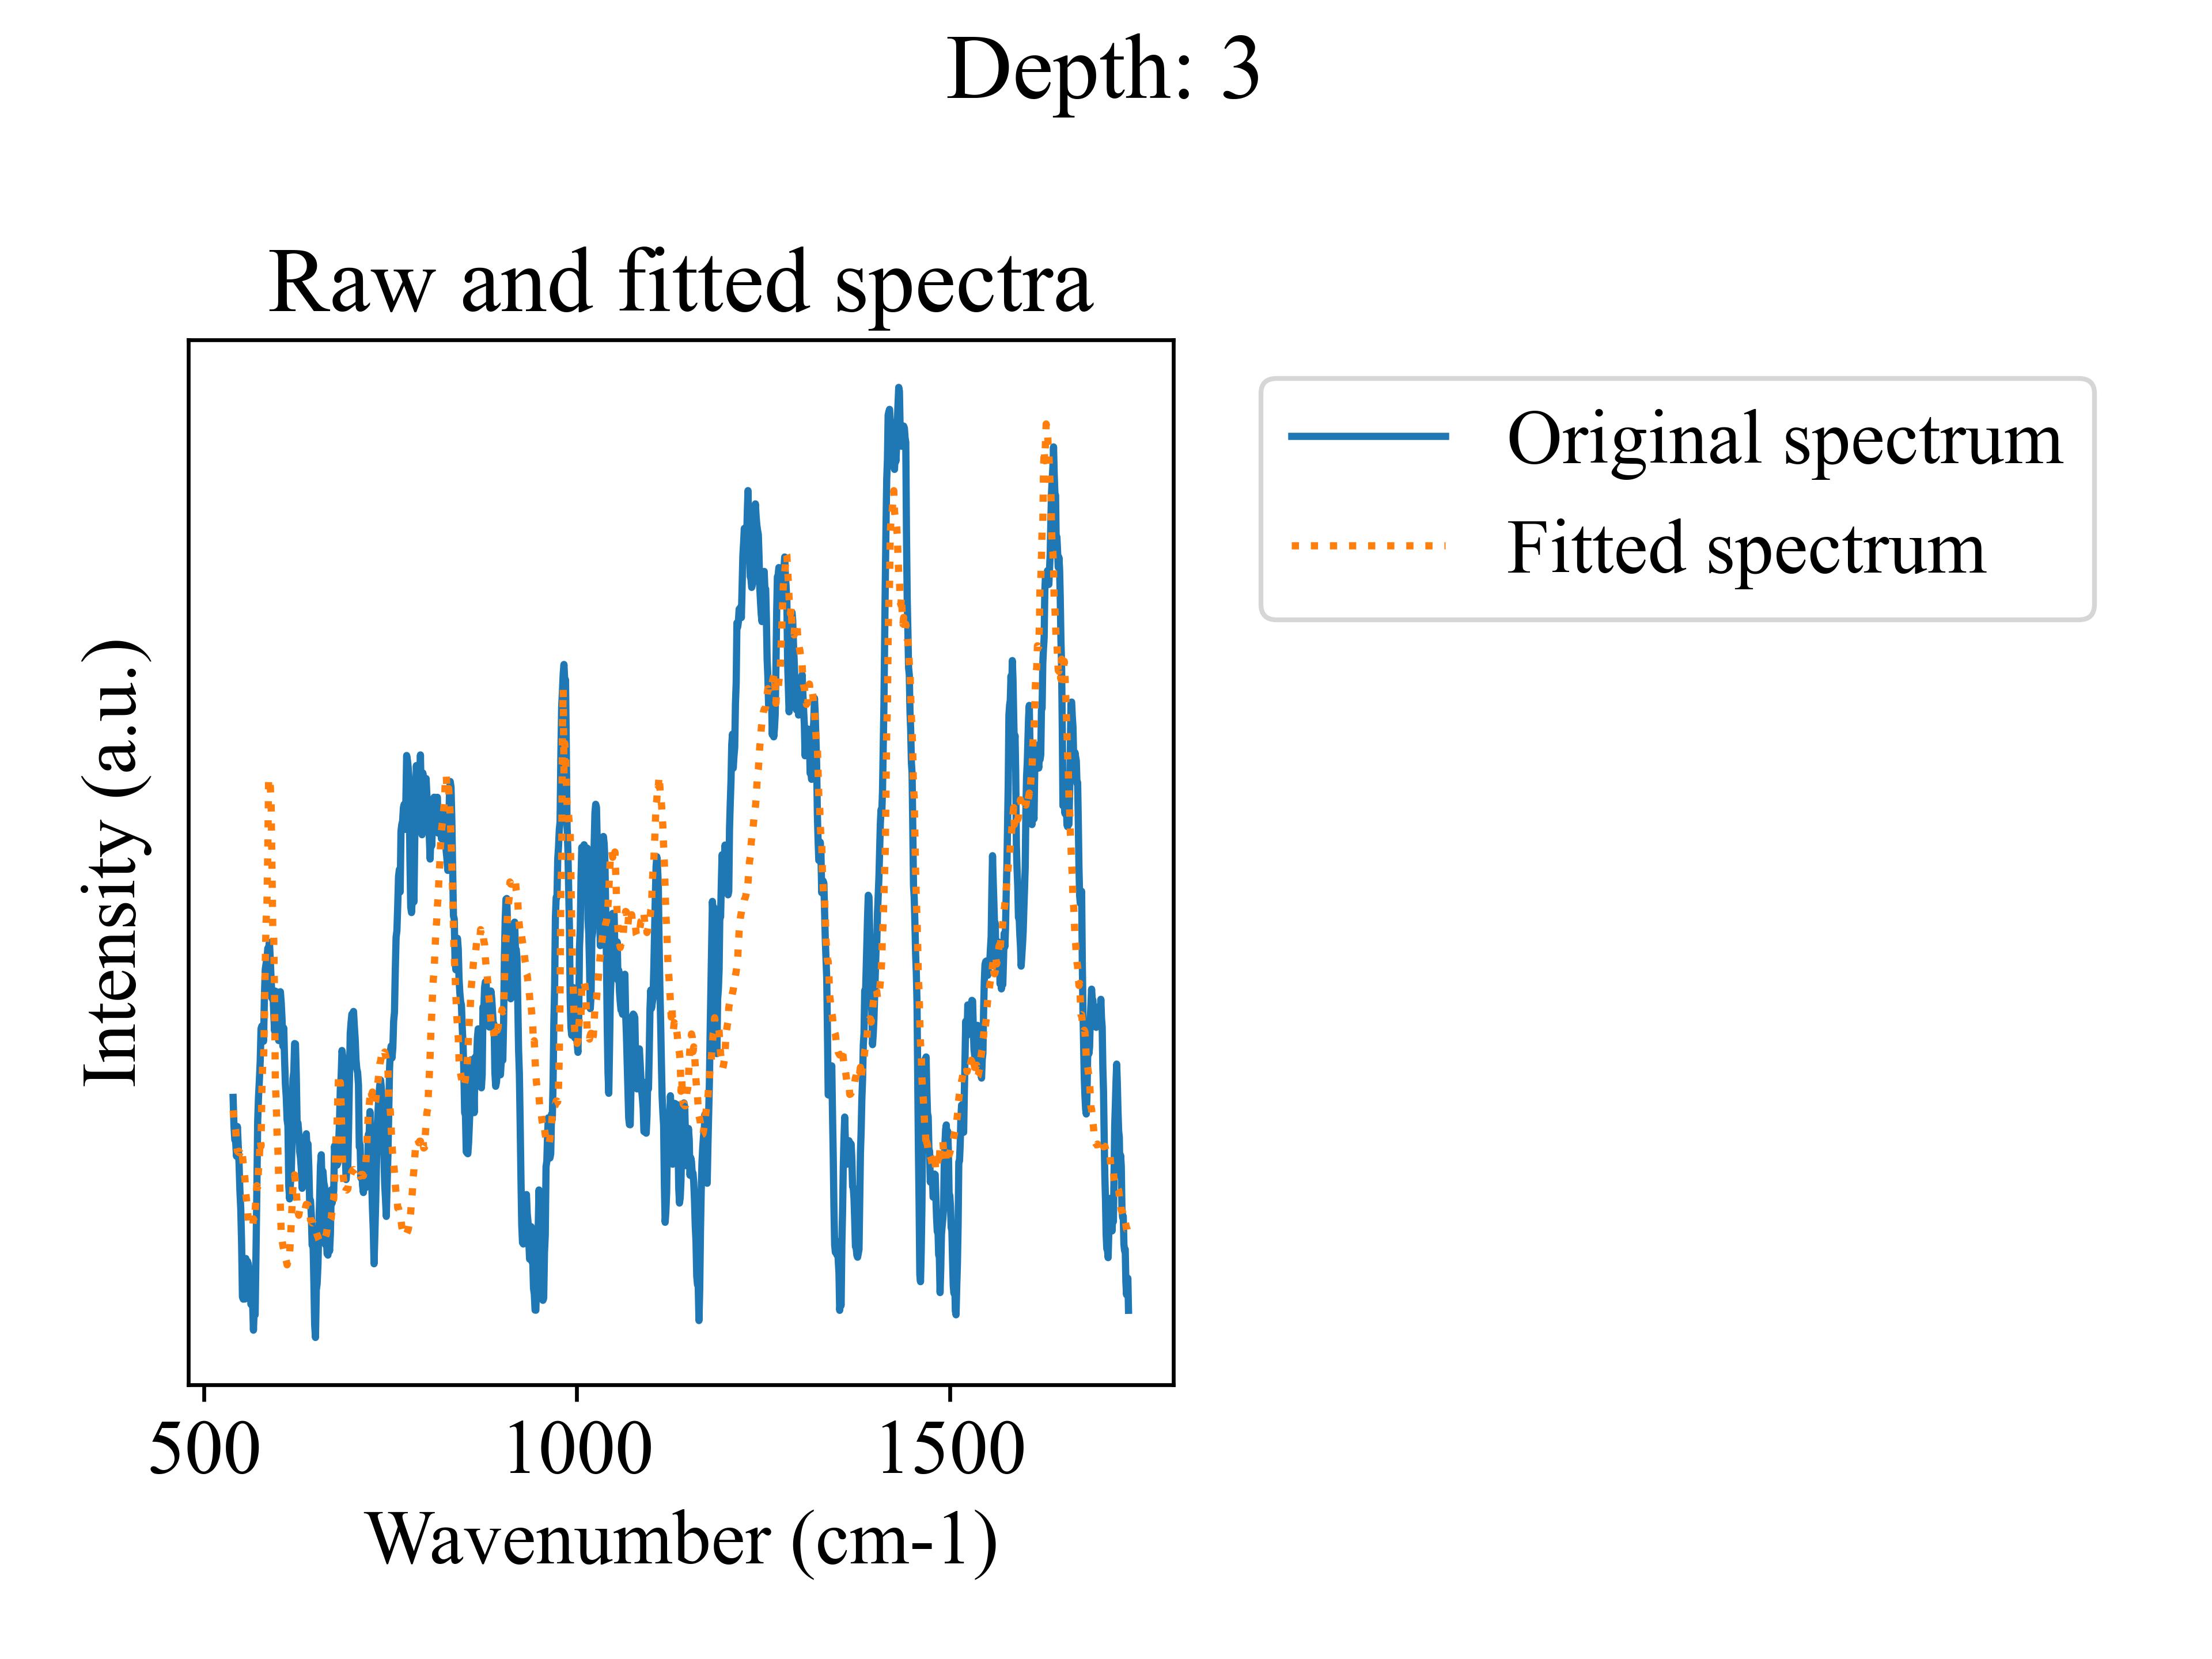 Depth: 3
Raw and fitted spectra
Original spectrum
Fitted spectrum
Intensity (a.u.)
500 1000 1500
Wavenumber (cm-1)